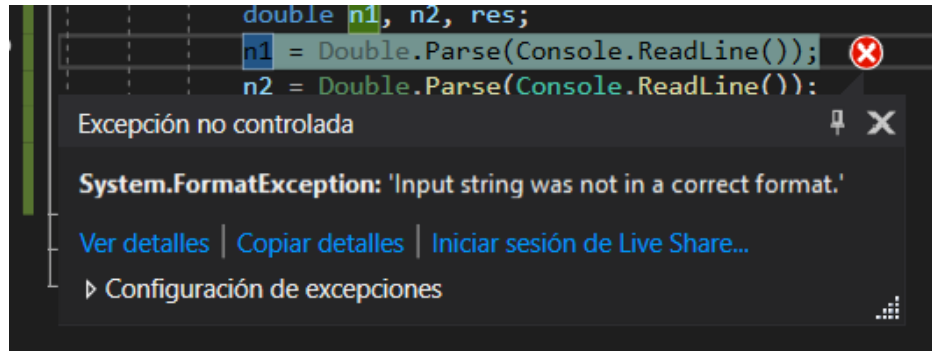 double n1, n2, res;
n1 = Double.Parse(Console.ReadLine());
n2 = Double.Parse(Console.ReadLine());
Excepción no controlada
System.FormatException: 'Input string was not in a correct format.'
Ver detalles | Copiar detalles | Iniciar sesión de Live Share...
Configuración de excepciones